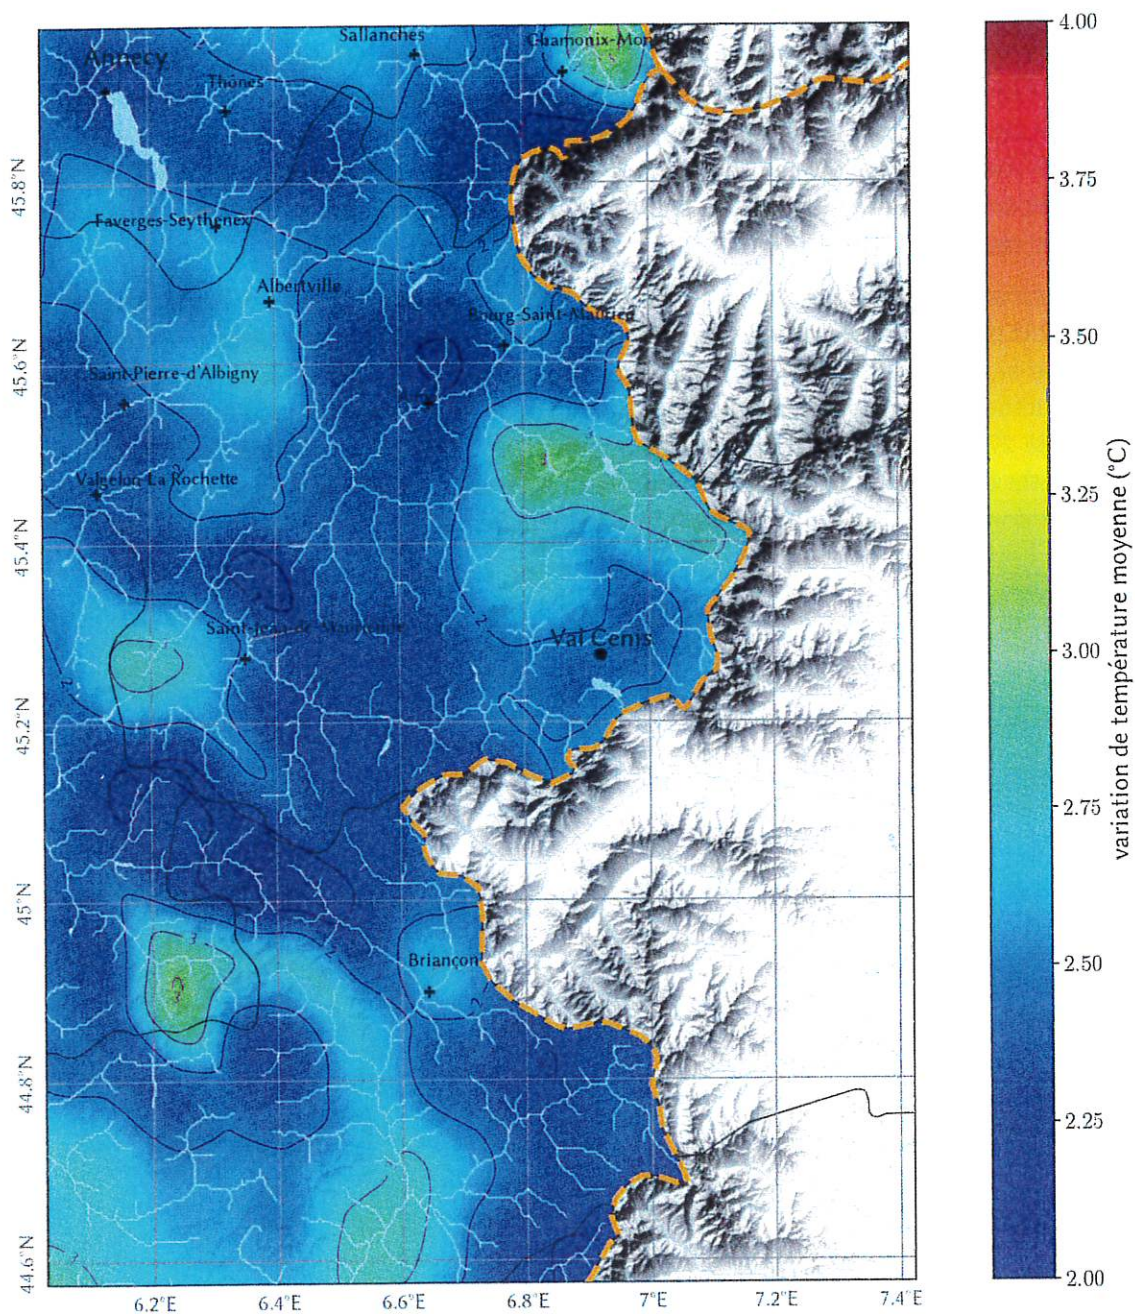 Sallanches
Chamonix-Mont-Blanc
Annecy
Thônes
Faverges-Seythenex
Albertville
Bourg-Saint-Maurice
Saint-Pierre-d'Albigny
Valgelon-La Rochette
Saint-Jean-de-Maurienne
Val Cenis
Briançon
45.8°N
45.6°N
45.4°N
45.2°N
45°N
44.8°N
44.6°N
6.2°E
6.4°E
6.6°E
6.8°E
7°E
7.2°E
7.4°E
4.00
3.75
3.50
3.25
3.00
2.75
2.50
2.25
2.00
variation de température moyenne (°C)